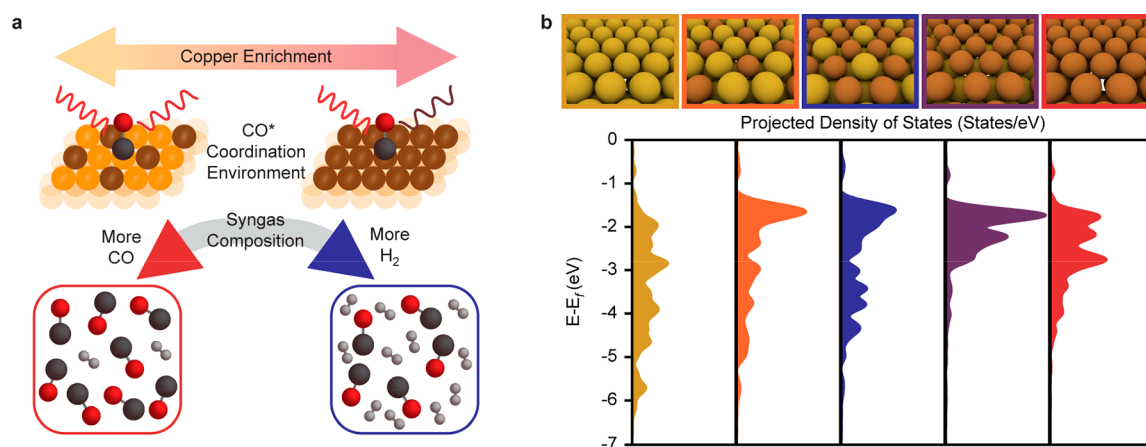 a
Copper Enrichment
CO*
Coordination
Environment
Syngas
Composition
More
CO
More
H₂
b
Projected Density of States (States/eV)
E-E_f (eV)
0
-1
-2
-3
-4
-5
-6
-7